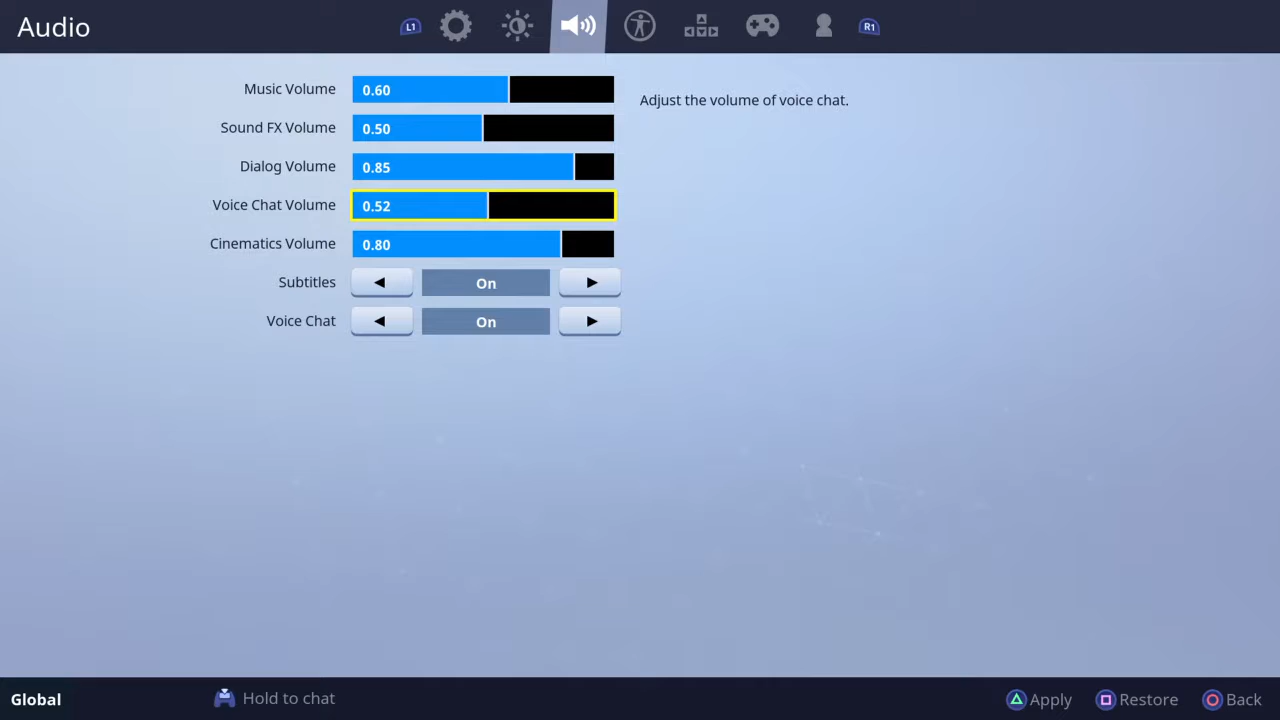 Audio
L1
R1
Music Volume
0.60
Adjust the volume of voice chat.
Sound FX Volume
0.50
Dialog Volume
0.85
Voice Chat Volume
0.52
Cinematics Volume
0.80
Subtitles
On
Voice Chat
On
Global
Hold to chat
Apply
Restore
Back